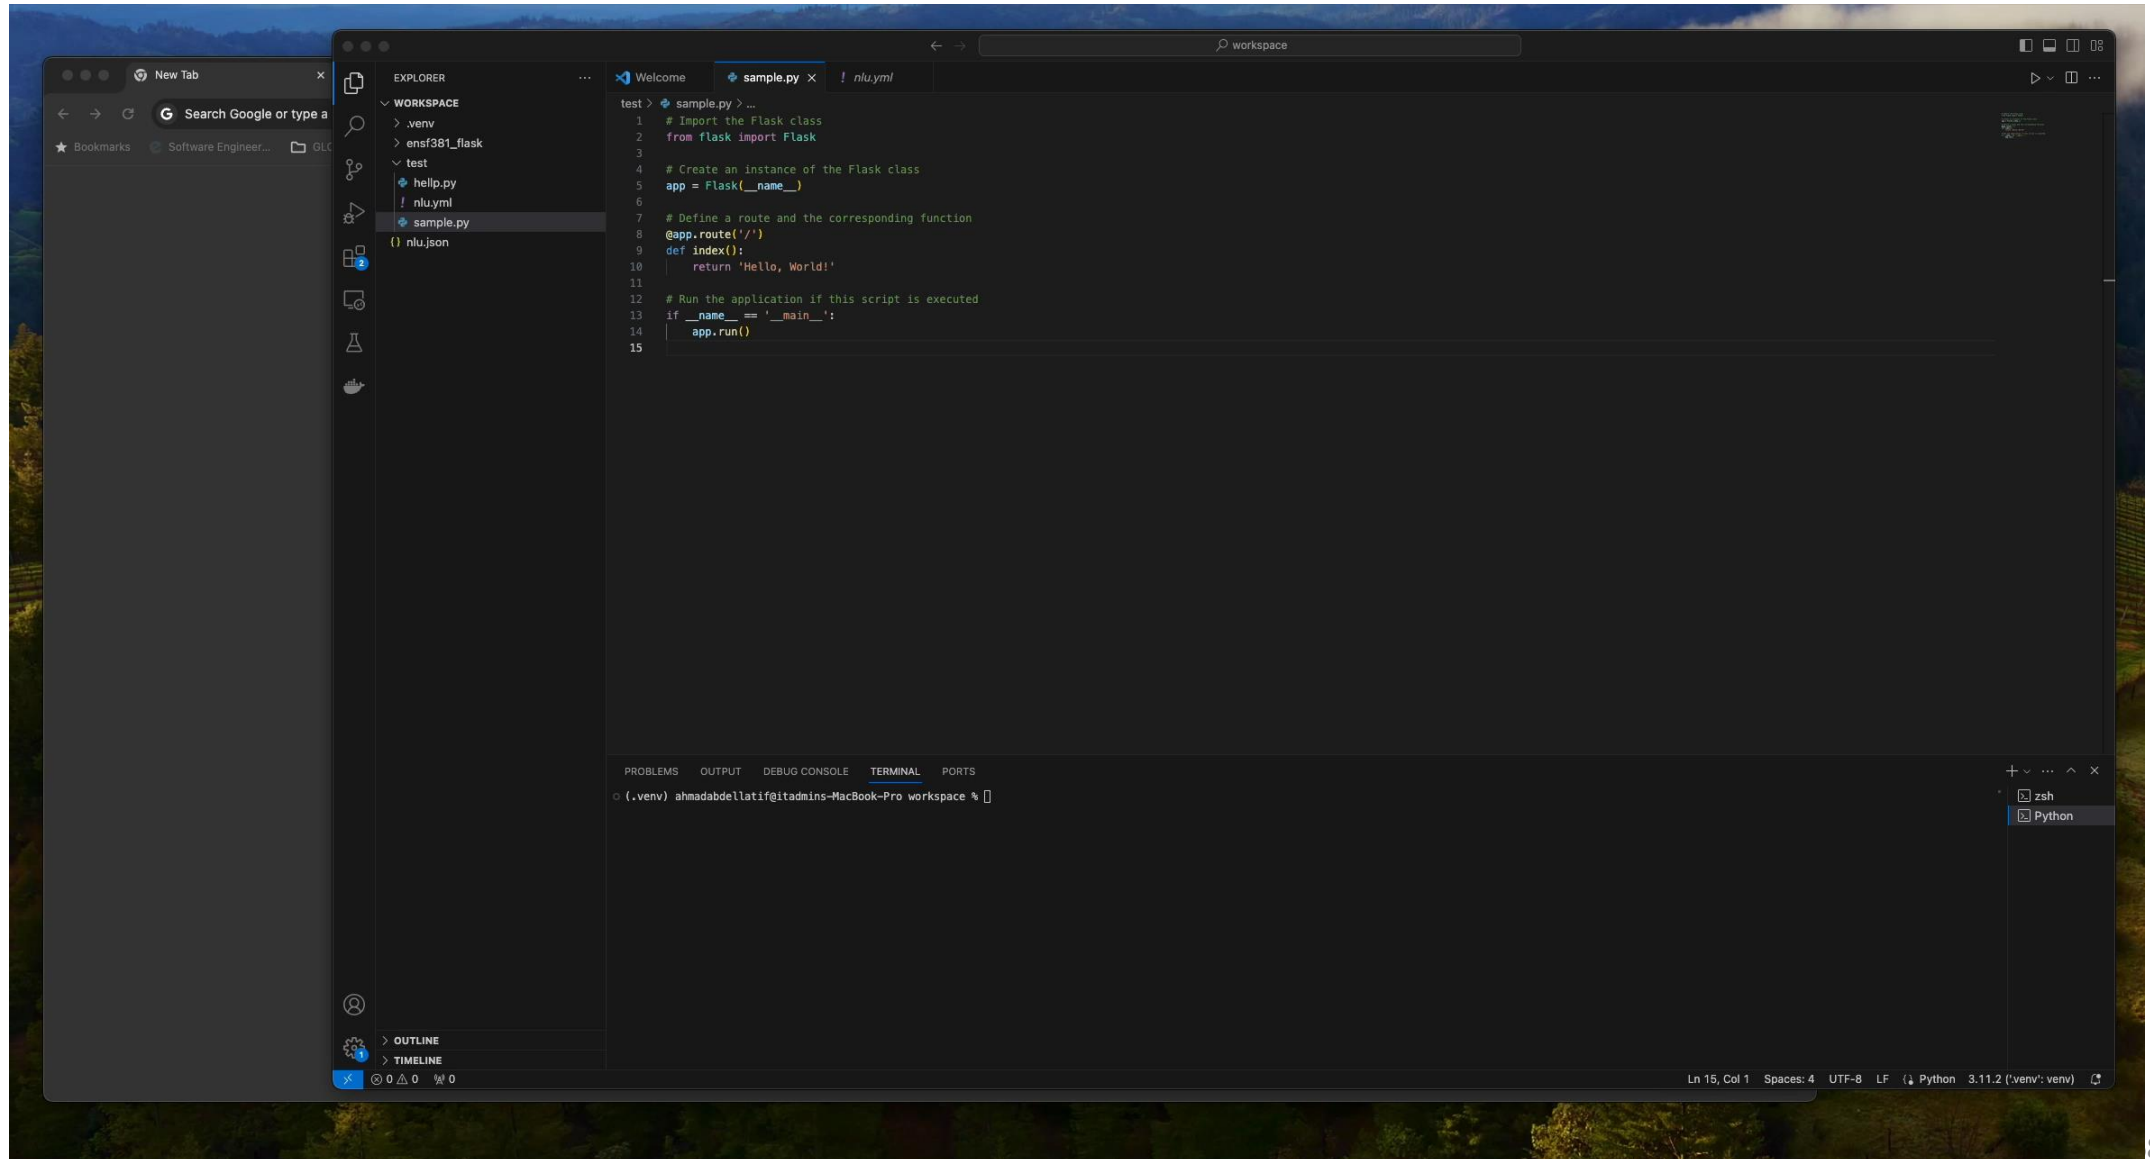 workspace
New Tab
Search Google or type a
Bookmarks Software Engineer...
EXPLORER
WORKSPACE
.venv
ensf381_flask
test
hellp.py
! nlu.yml
sample.py
{} nlu.json
OUTLINE
TIMELINE
Welcome sample.py ! nlu.yml
test > sample.py > ...
1 # Import the Flask class
2 from flask import Flask
3
4 # Create an instance of the Flask class
5 app = Flask(__name__)
6
7 # Define a route and the corresponding function
8 @app.route('/')
9 def index():
10 return 'Hello, World!'
11
12 # Run the application if this script is executed
13 if __name__ == '__main__':
14 app.run()
15
PROBLEMS OUTPUT DEBUG CONSOLE TERMINAL PORTS
(.venv) ahmadabdellatif@itadmins-MacBook-Pro workspace %
zsh
Python
0 0 0
Ln 15, Col 1 Spaces: 4 UTF-8 LF Python 3.11.2 ('.venv': venv)